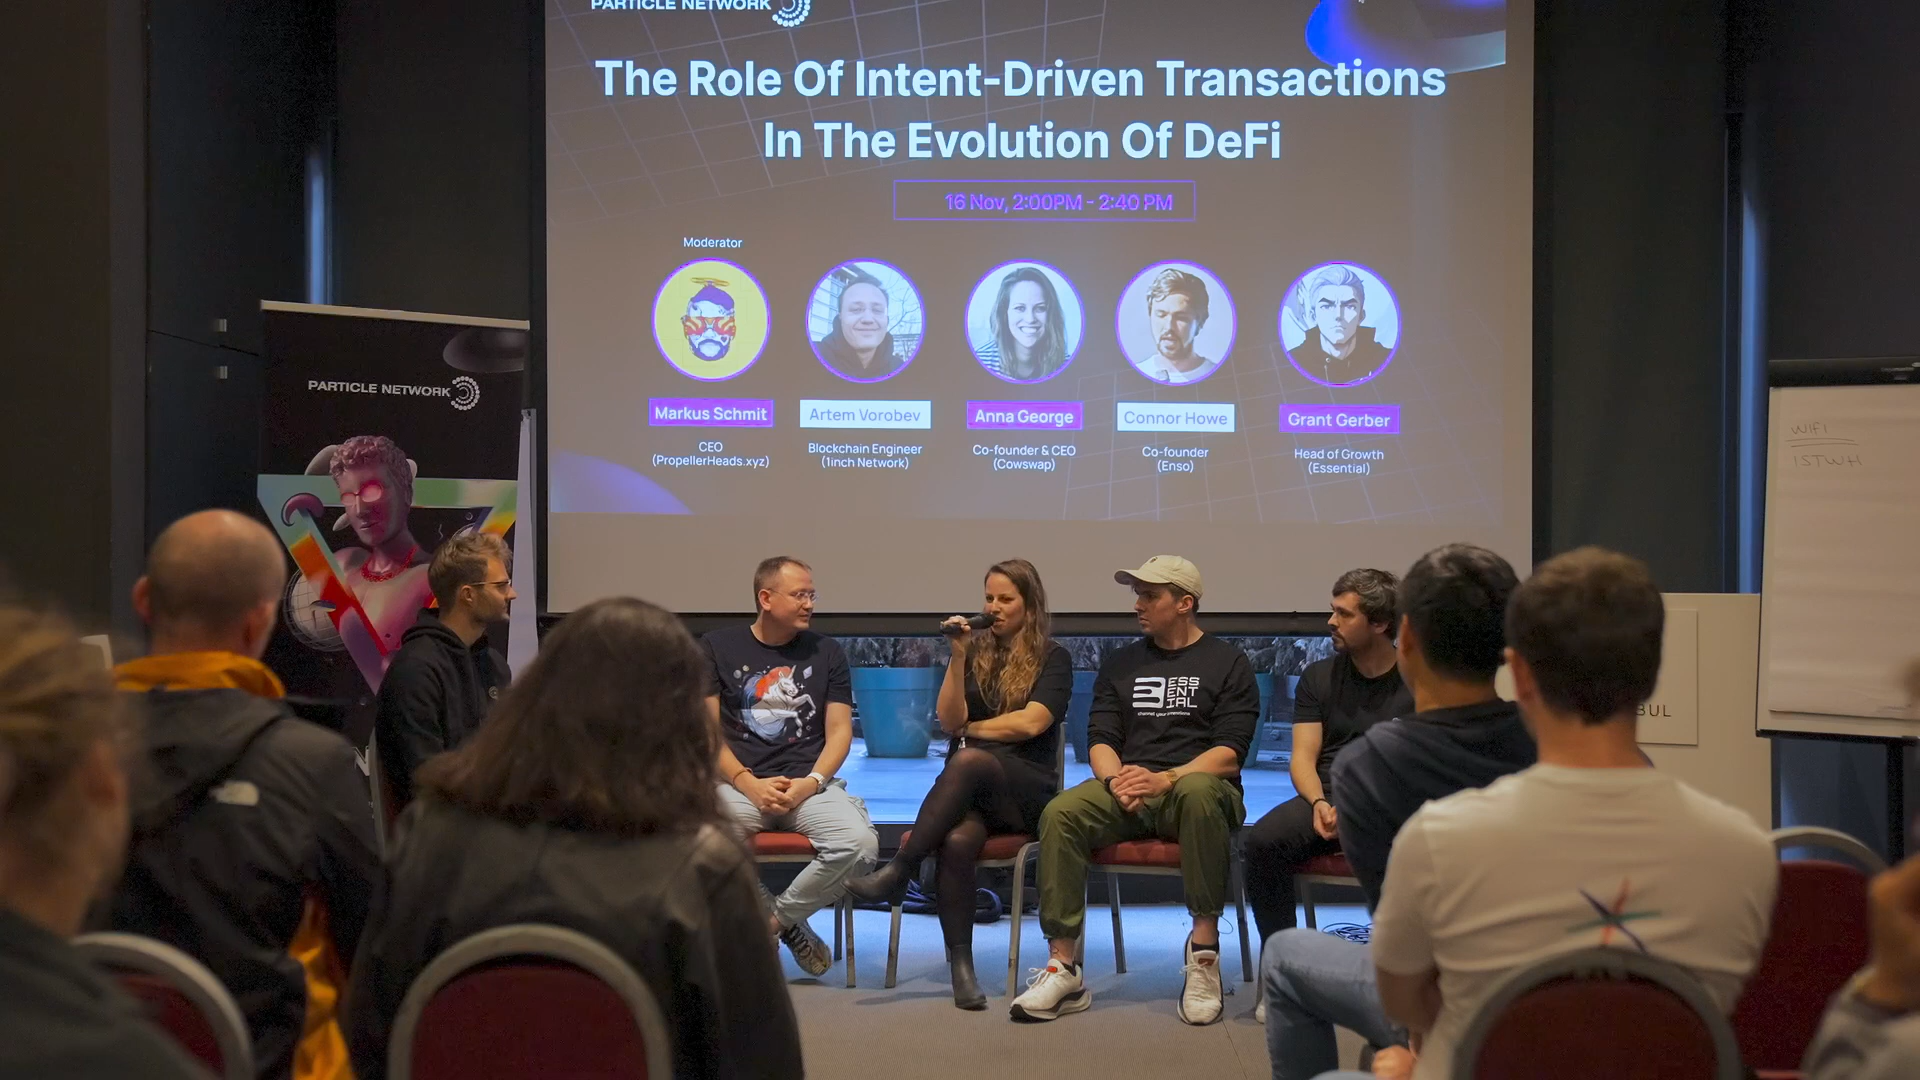 PARTICLE NETWORK
The Role Of Intent-Driven Transactions
In The Evolution Of DeFi
16 Nov, 2:00PM - 2:40 PM
Moderator
Markus Schmit
CEO
(PropellerHeads.xyz)
Artem Vorobev
Blockchain Engineer
(1inch Network)
Anna George
Co-founder & CEO
(Cowswap)
Connor Howe
Co-founder
(Enso)
Grant Gerber
Head of Growth
(Essential)
PARTICLE NETWORK
ESS
ENT
IAL
WIFI
ISTWH
BUL